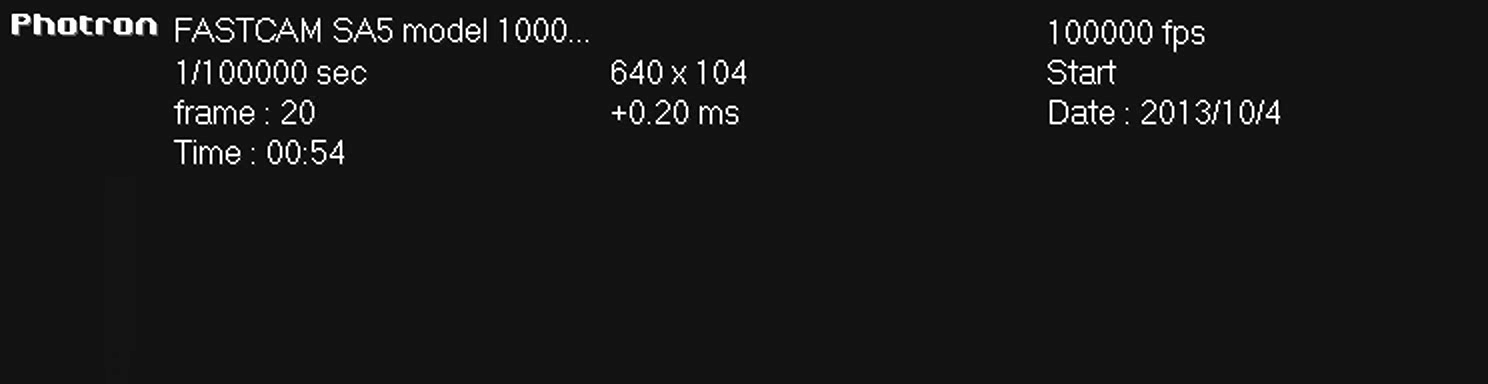 Photron FASTCAM SA5 model 1000... 100000 fps
1/100000 sec 640 x 104 Start
frame : 20 +0.20 ms Date : 2013/10/4
Time : 00:54